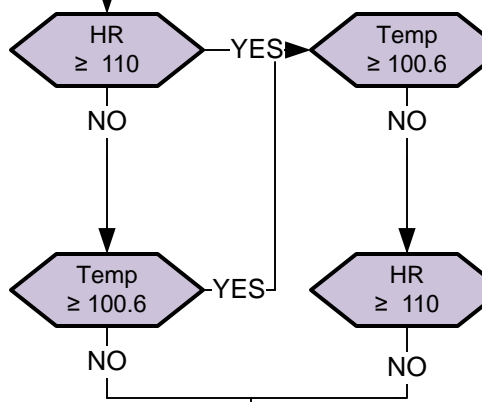 HR
≥ 110
YES
Temp
≥ 100.6
NO
NO
Temp
≥ 100.6
YES
HR
≥ 110
NO
NO